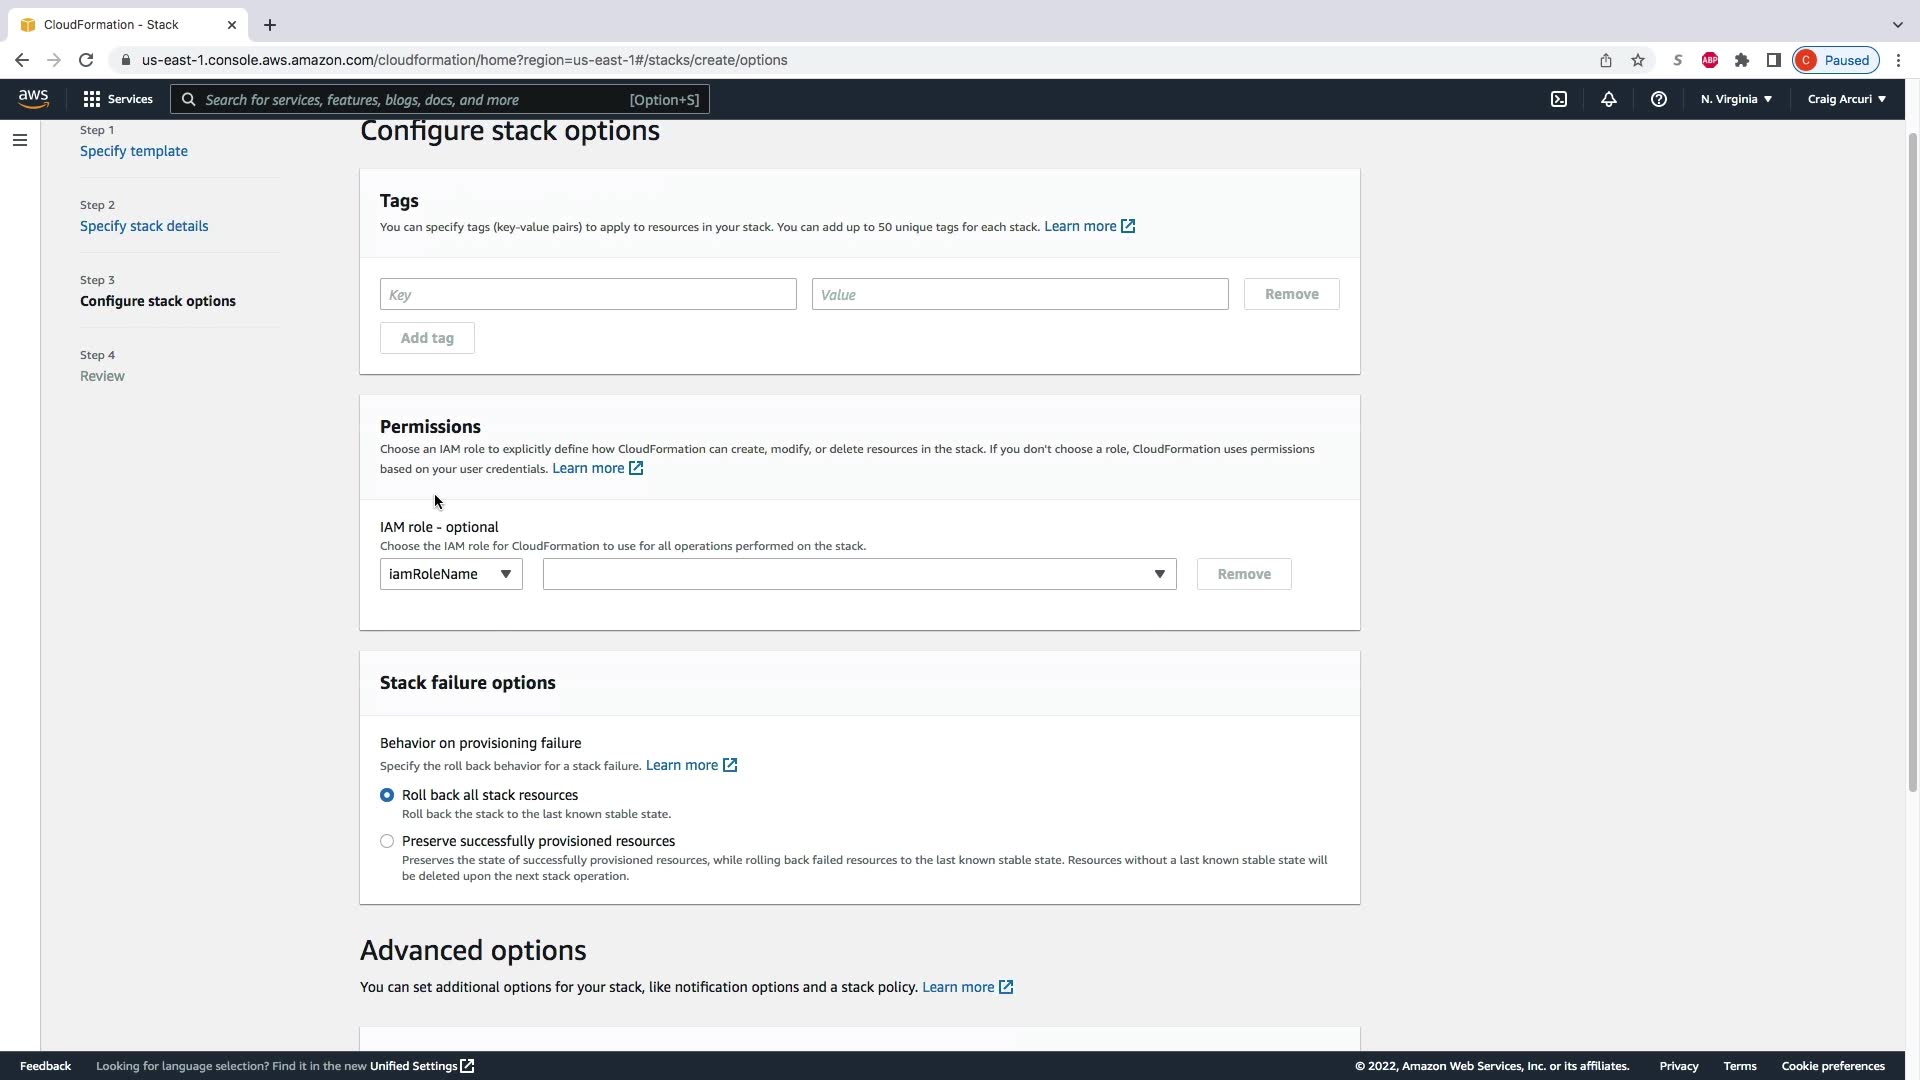 CloudFormation - Stack
us-east-1.console.aws.amazon.com/cloudformation/home?region=us-east-1#/stacks/create/options
S
ABP
C Paused
aws
Services
Search for services, features, blogs, docs, and more [Option+S]
N. Virginia
Craig Arcuri
Step 1
Specify template
Step 2
Specify stack details
Step 3
Configure stack options
Step 4
Review
Configure stack options
Tags
You can specify tags (key-value pairs) to apply to resources in your stack. You can add up to 50 unique tags for each stack. Learn more
Key
Value
Remove
Add tag
Permissions
Choose an IAM role to explicitly define how CloudFormation can create, modify, or delete resources in the stack. If you don't choose a role, CloudFormation uses permissions
based on your user credentials. Learn more
IAM role - optional
Choose the IAM role for CloudFormation to use for all operations performed on the stack.
iamRoleName
Remove
Stack failure options
Behavior on provisioning failure
Specify the roll back behavior for a stack failure. Learn more
Roll back all stack resources
Roll back the stack to the last known stable state.
Preserve successfully provisioned resources
Preserves the state of successfully provisioned resources, while rolling back failed resources to the last known stable state. Resources without a last known stable state will
be deleted upon the next stack operation.
Advanced options
You can set additional options for your stack, like notification options and a stack policy. Learn more
Feedback
Looking for language selection? Find it in the new Unified Settings
© 2022, Amazon Web Services, Inc. or its affiliates.
Privacy
Terms
Cookie preferences